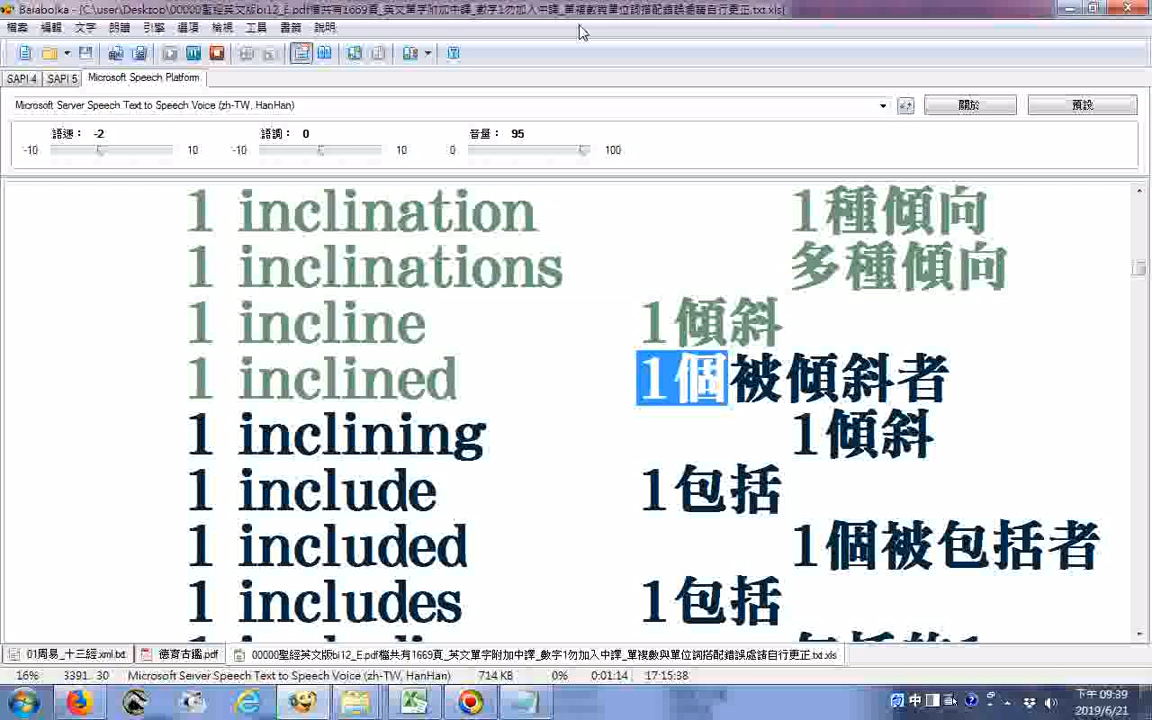 Balabolka - [C:\user\Desktop\00000聖經英文版bi12_E.pdf檔共有1669頁_英文單字附加中譯_數字1勿加入中譯_單複數與單位詞搭配錯誤處請自行更正.txt.xls]
檔案 編輯 文字 朗讀 引擎 選項 檢視 工具 書籤 說明
SAPI 4 SAPI 5 Microsoft Speech Platform
Microsoft Server Speech Text to Speech Voice (zh-TW, HanHan) 關於 預設
語速： -2 語調： 0 音量： 95
-10 10 -10 10 0 100
1 inclination 1種傾向
1 inclinations 多種傾向
1 incline 1傾斜
1 inclined 1個被傾斜者
1 inclining 1傾斜
1 include 1包括
1 included 1個被包括者
1 includes 1包括
01周易_十三經.xml.txt 德育古鑑.pdf 00000聖經英文版bi12_E.pdf檔共有1669頁_英文單字附加中譯_數字1勿加入中譯_單複數與單位詞搭配錯誤處請自行更正.txt.xls
16% 3391. 30 Microsoft Server Speech Text to Speech Voice (zh-TW, HanHan) 714 KB 0% 0:01:14 17:15:38
中 下午 09:39
2019/6/21